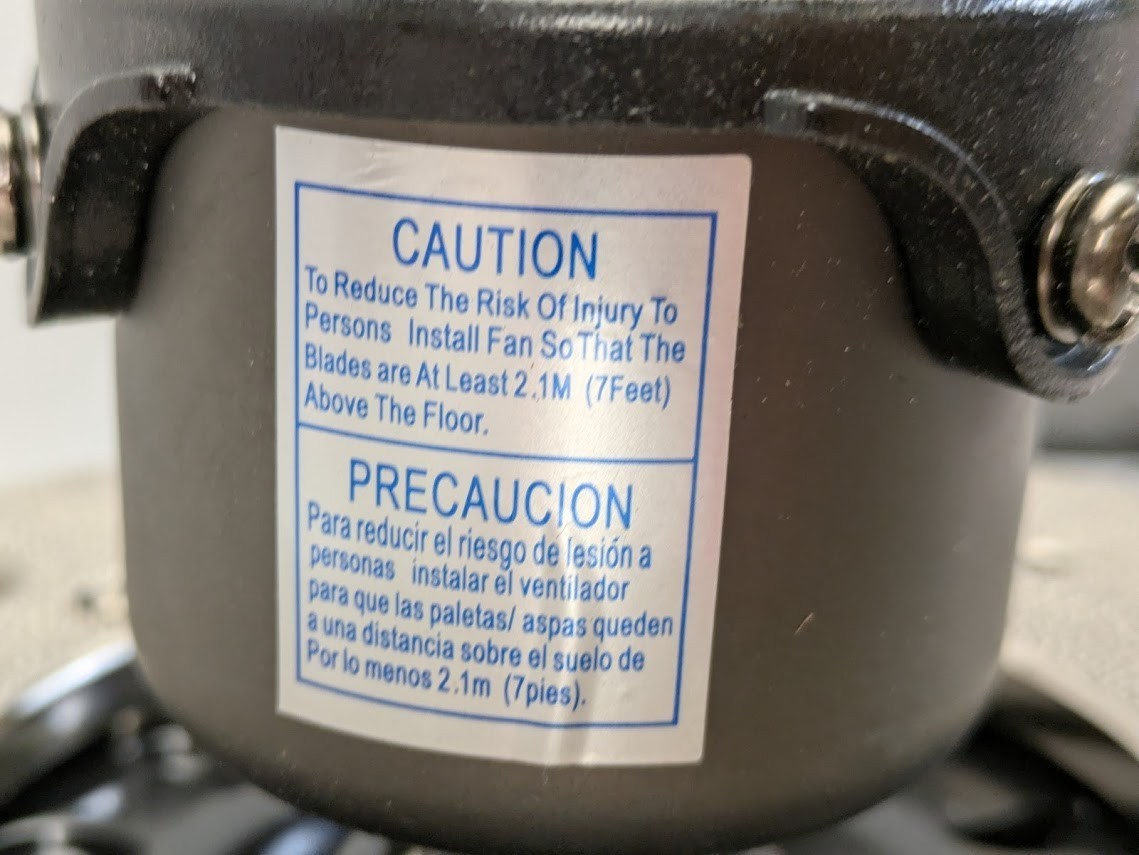 CAUTION
To Reduce The Risk Of Injury To
Persons Install Fan So That The
Blades are At Least 2.1M (7Feet)
Above The Floor.
PRECAUCION
Para reducir el riesgo de lesión a
personas instalar el ventilador
para que las paletas/ aspas queden
a una distancia sobre el suelo de
Por lo menos 2.1m (7pies).